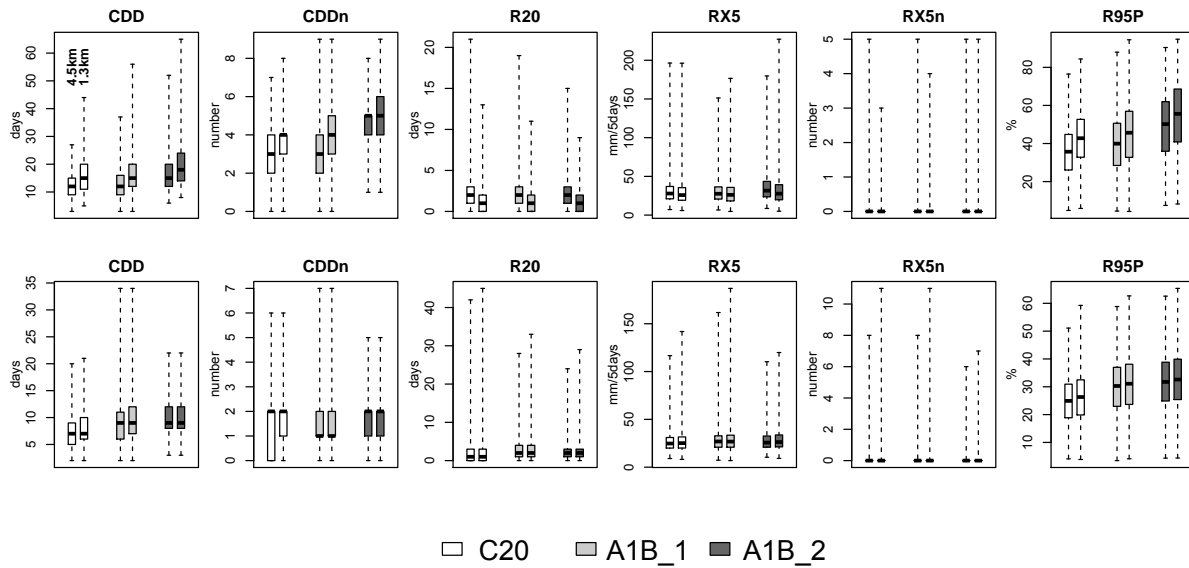 CDD CDDn R20 RX5 RX5n R95P
4.5km
1.3km
days
10 20 30 40 50 60
number
0 2 4 6 8
days
0 5 10 15 20
mm/5days
0 50 100 150 200
number
0 1 2 3 4 5
%
20 40 60 80
CDD CDDn R20 RX5 RX5n R95P
days
5 10 15 20 25 30 35
number
0 1 2 3 4 5 6 7
days
0 10 20 30 40
mm/5days
0 50 100 150
number
0 2 4 6 8 10
%
10 20 30 40 50 60
C20 A1B_1 A1B_2